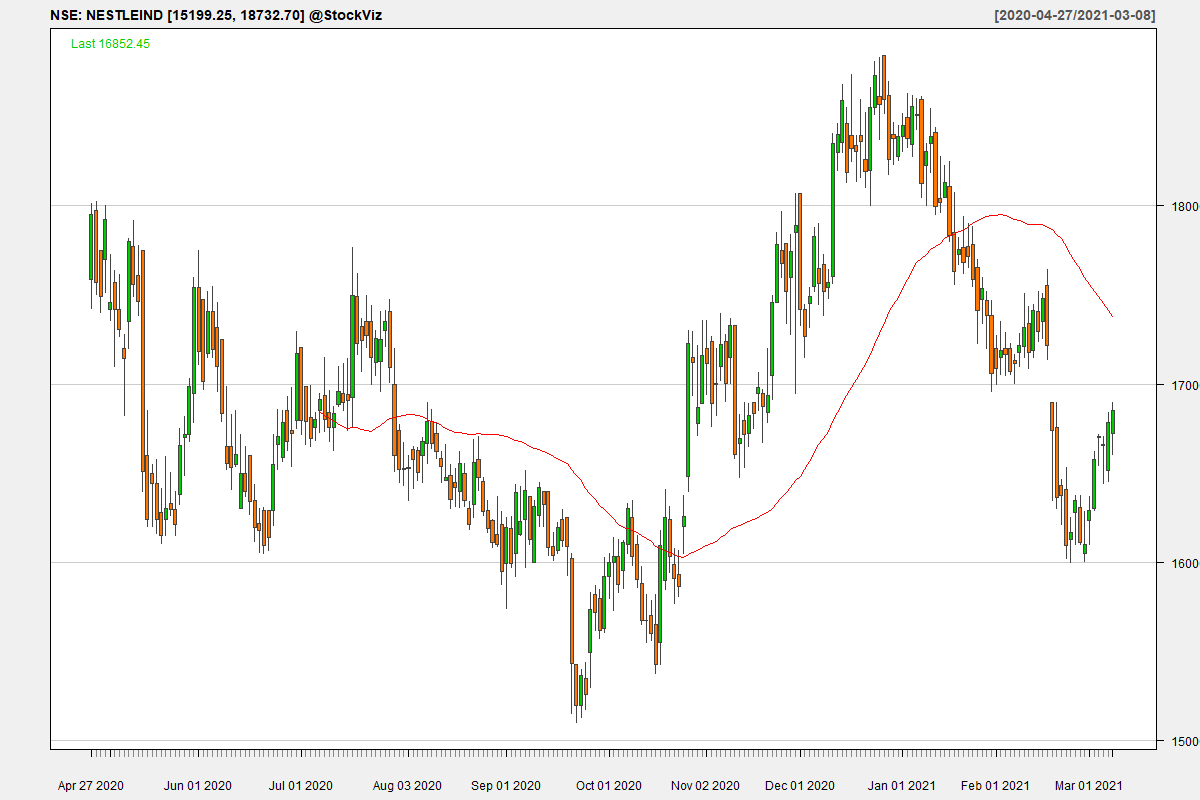 NSE: NESTLEIND [15199.25, 18732.70] @StockViz [2020-04-27/2021-03-08]
Last 16852.45
1800
1700
1600
1500
Apr 27 2020 Jun 01 2020 Jul 01 2020 Aug 03 2020 Sep 01 2020 Oct 01 2020 Nov 02 2020 Dec 01 2020 Jan 01 2021 Feb 01 2021 Mar 01 2021